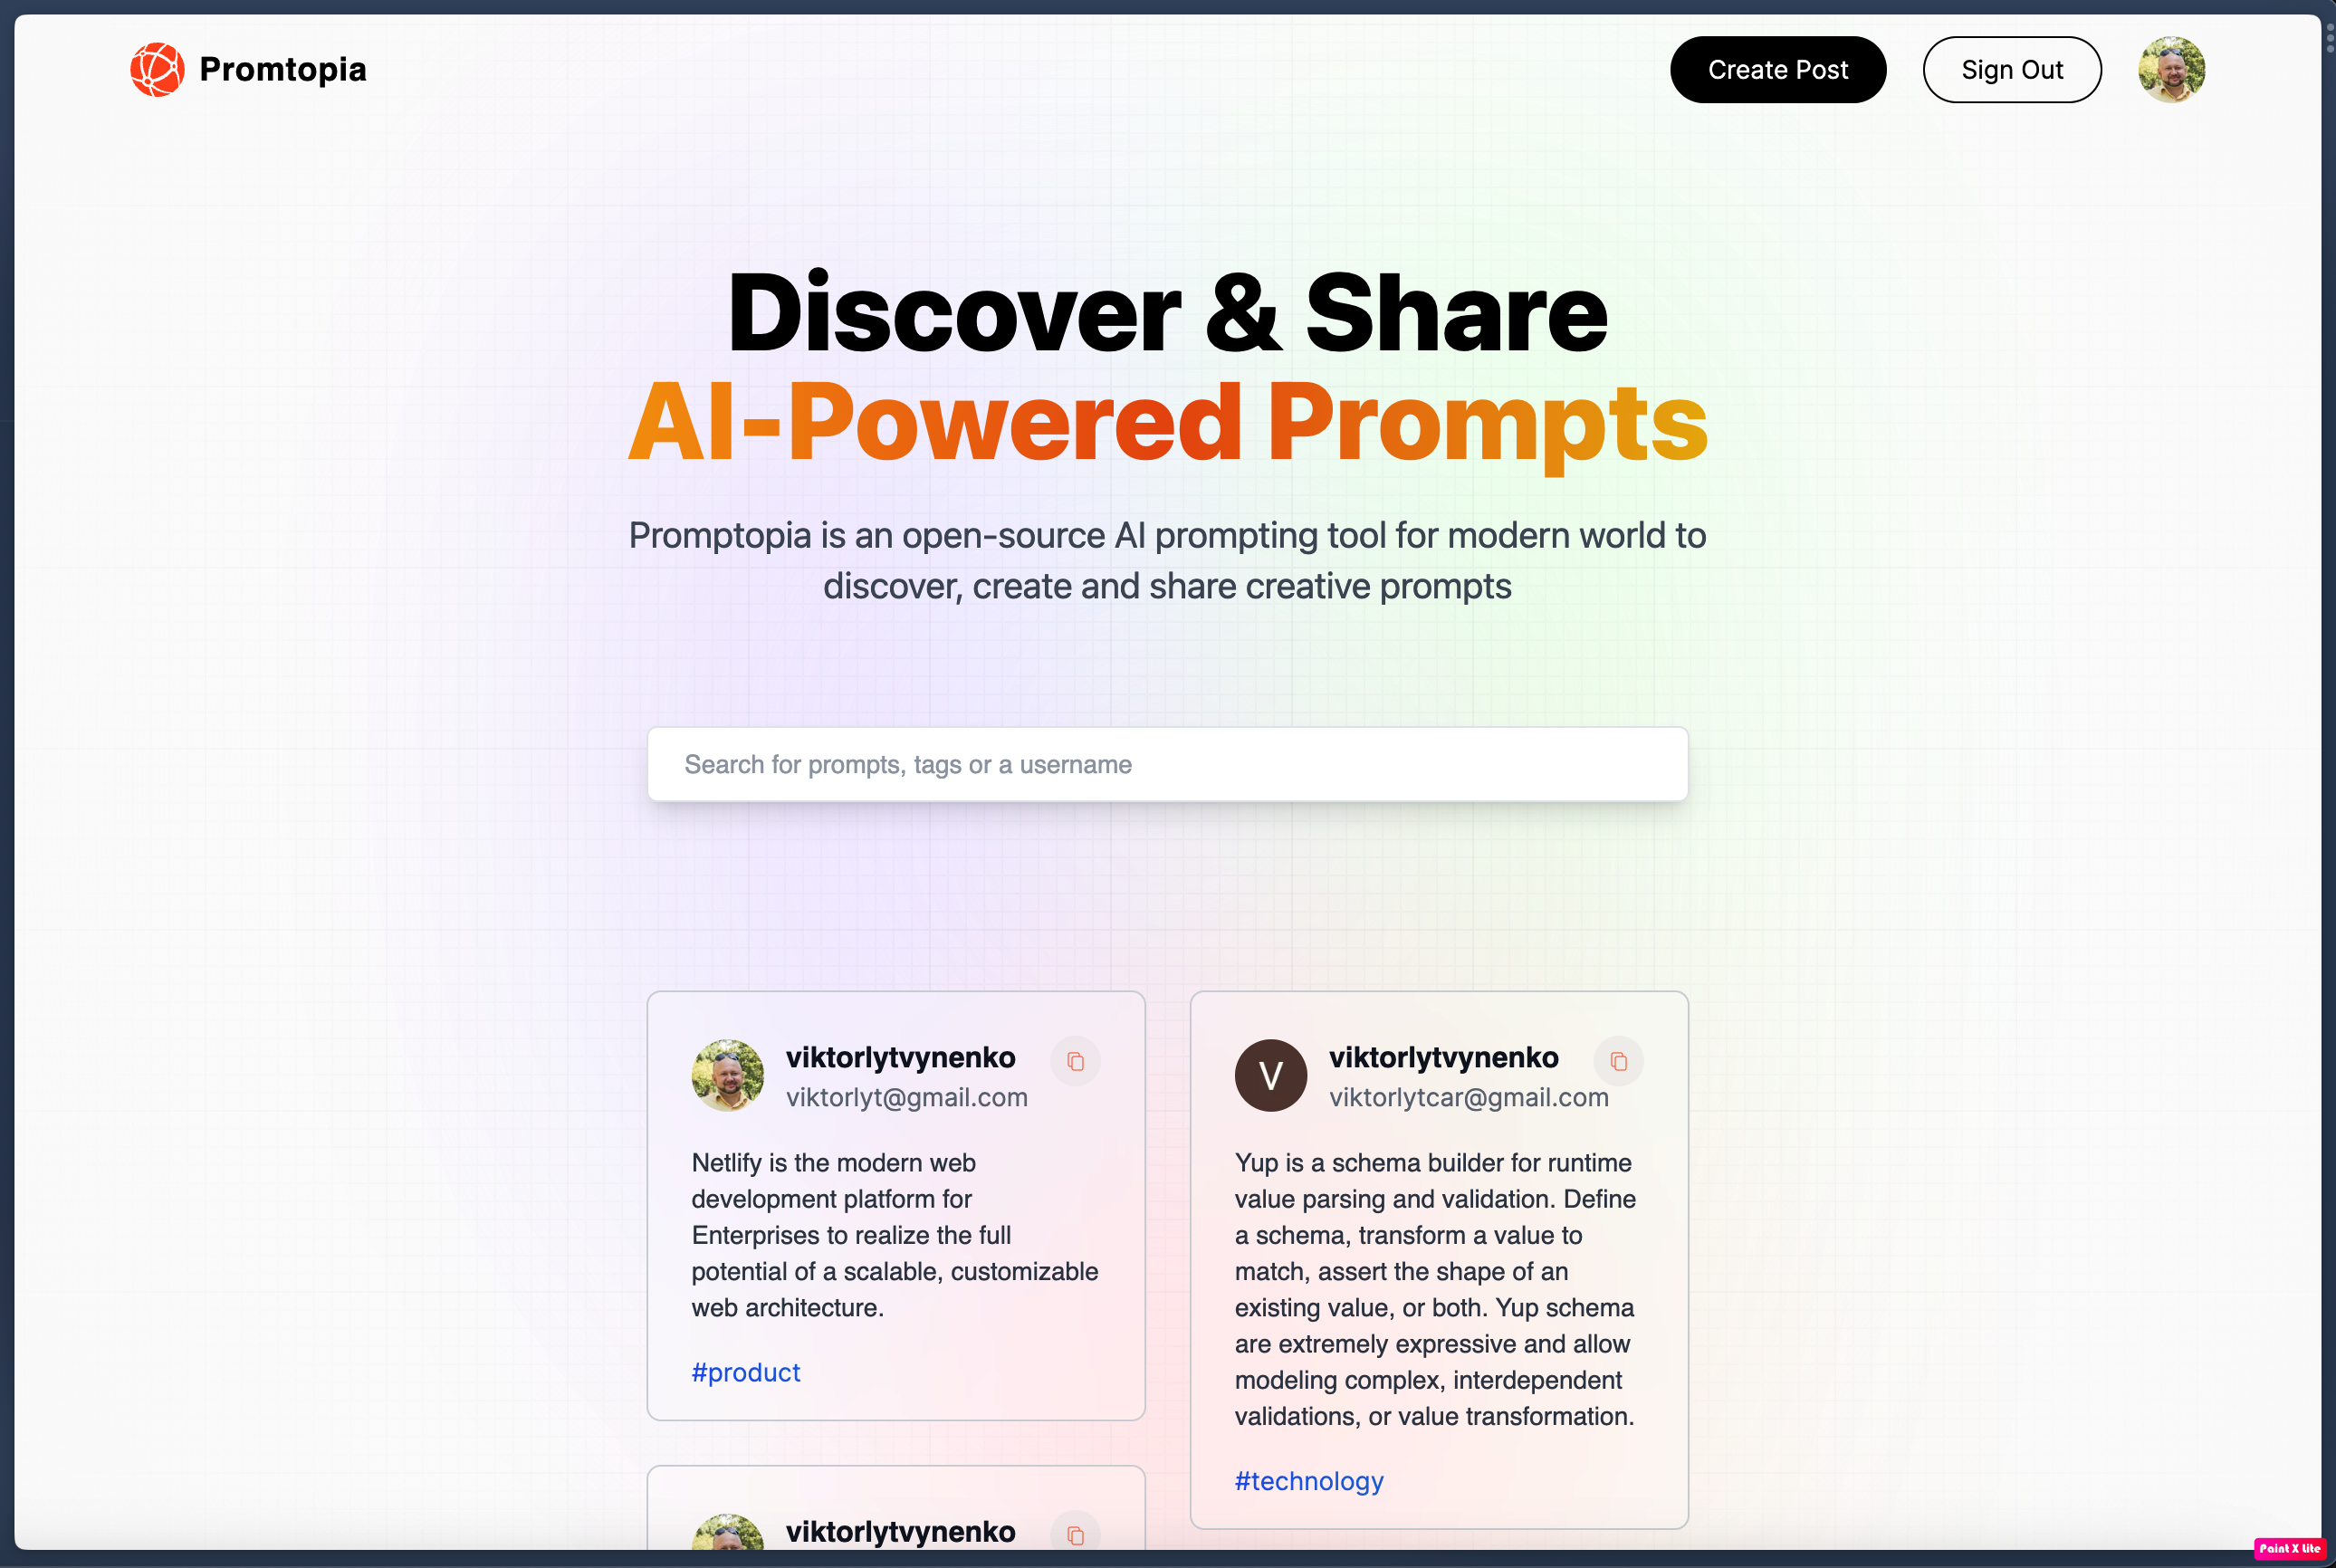 Promtopia
Create Post
Sign Out
Discover & Share
AI-Powered Prompts
Promptopia is an open-source AI prompting tool for modern world to
discover, create and share creative prompts
Search for prompts, tags or a username
viktorlytvynenko
viktorlyt@gmail.com
Netlify is the modern web
development platform for
Enterprises to realize the full
potential of a scalable, customizable
web architecture.
#product
V
viktorlytvynenko
viktorlytcar@gmail.com
Yup is a schema builder for runtime
value parsing and validation. Define
a schema, transform a value to
match, assert the shape of an
existing value, or both. Yup schema
are extremely expressive and allow
modeling complex, interdependent
validations, or value transformation.
#technology
viktorlytvynenko
Paint X Lite